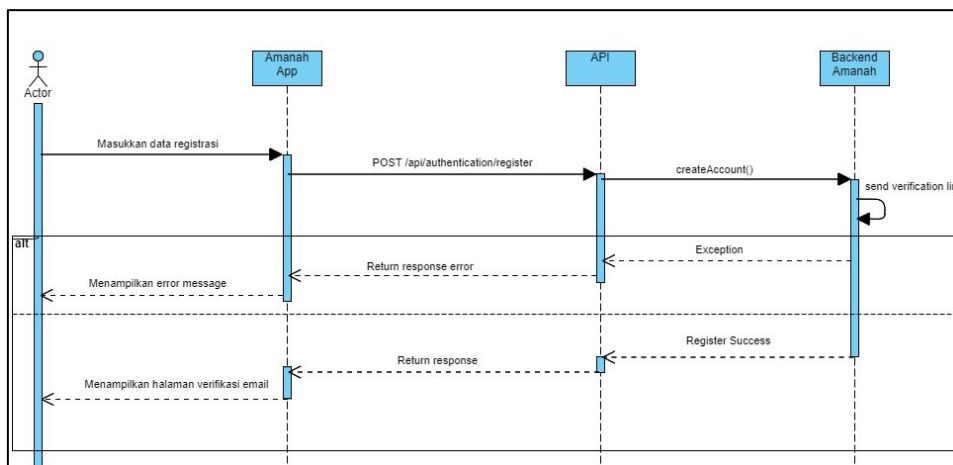 Actor
Amanah
App
API
Backend
Amanah
Masukkan data registrasi
POST /api/authentication/register
createAccount()
send verification
alt
Exception
Return response error
Menampilkan error message
Register Success
Return response
Menampilkan halaman verifikasi email